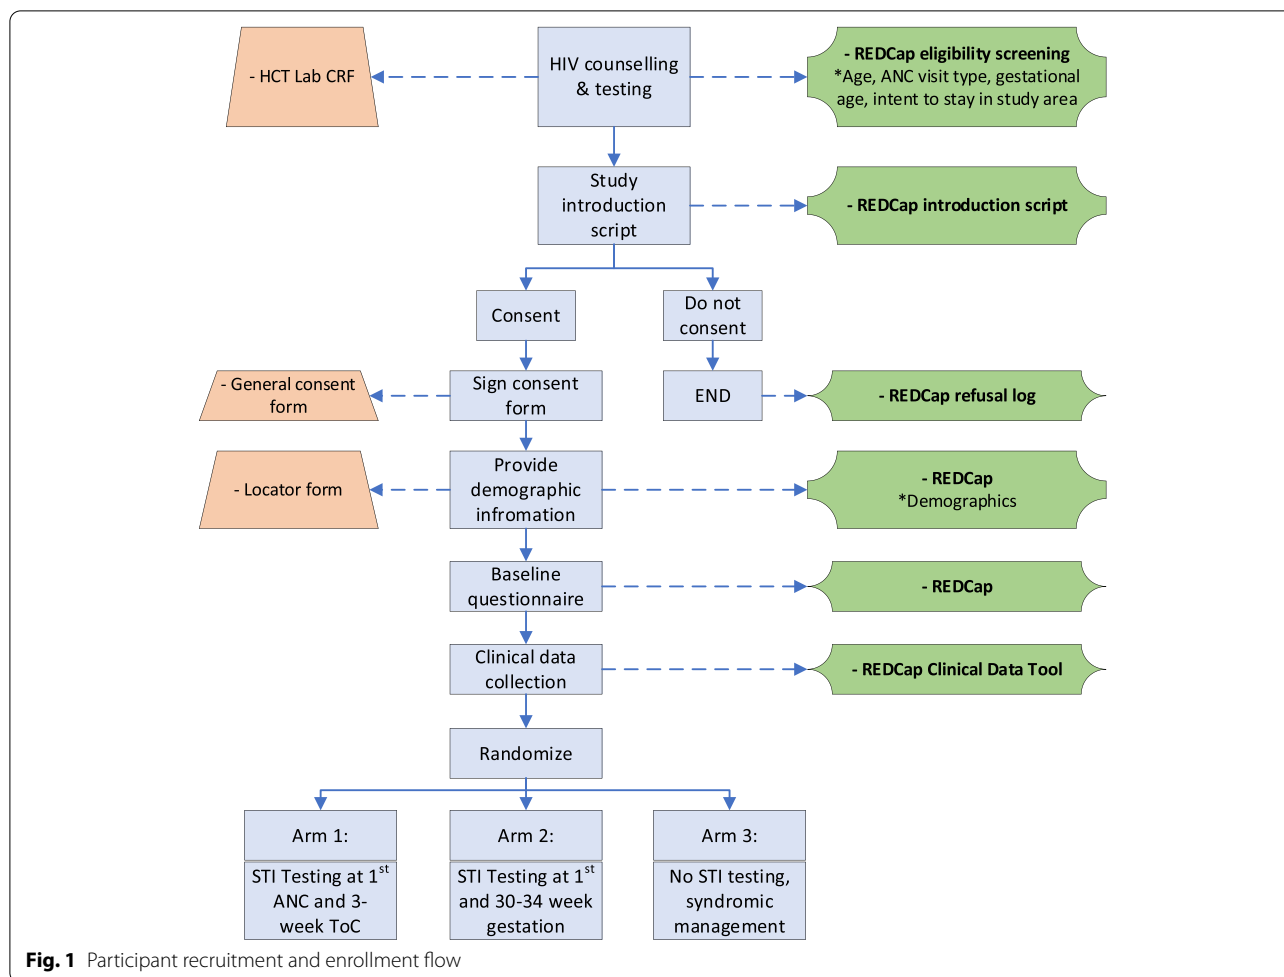 - HCT Lab CRF
HIV counselling
& testing
- REDCap eligibility screening
*Age, ANC visit type, gestational
age, intent to stay in study area
Study
introduction
script
- REDCap introduction script
Consent
Do not
consent
- General consent
form
Sign consent
form
END
- REDCap refusal log
- Locator form
Provide
demographic
infromation
- REDCap
*Demographics
Baseline
questionnaire
- REDCap
Clinical data
collection
- REDCap Clinical Data Tool
Randomize
Arm 1:
STI Testing at 1st
ANC and 3-
week ToC
Arm 2:
STI Testing at 1st
and 30-34 week
gestation
Arm 3:
No STI testing,
syndromic
management
Fig. 1 Participant recruitment and enrollment flow